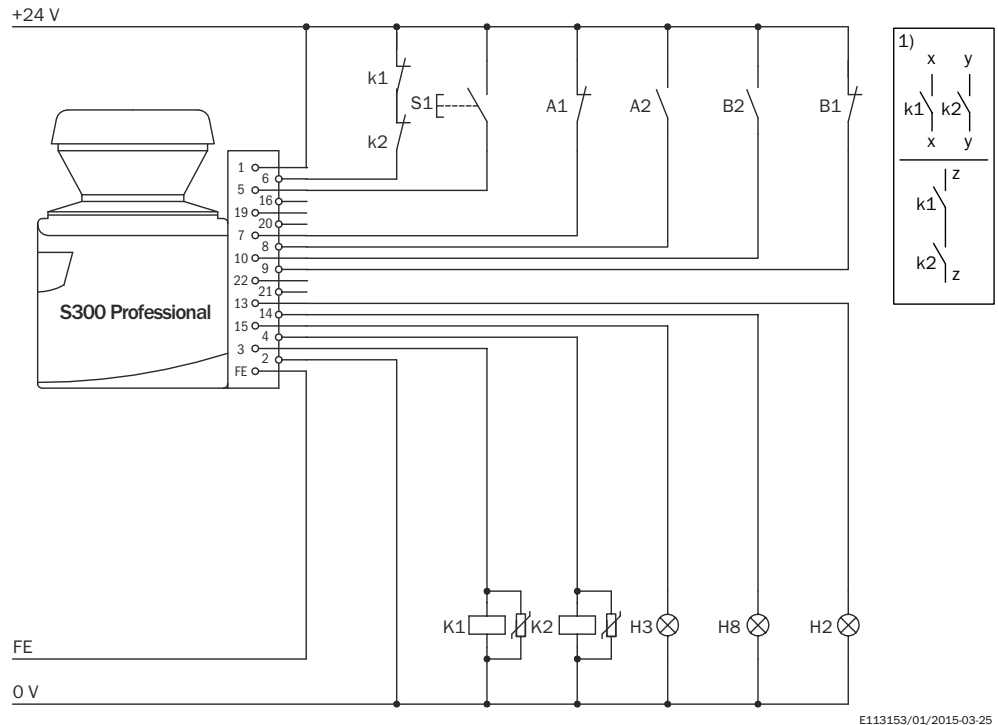 +24 V
1)
x y
k1 k2
x y
z
k1
k2 z
k1
k2
S1
A1
A2
B2
B1
1
6
5
16
19
20
7
8
10
9
22
21
13
14
15
4
3
2
FE
S300 Professional
K1
K2
H3
H8
H2
FE
0 V
E113153/01/2015-03-25